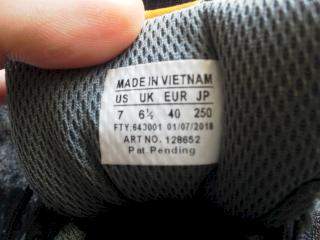 MADE IN VIETNAM
US UK EUR JP
7 6½ 40 250
FTY:643001 01/07/2018
ART NO. 128652
Pat Pending